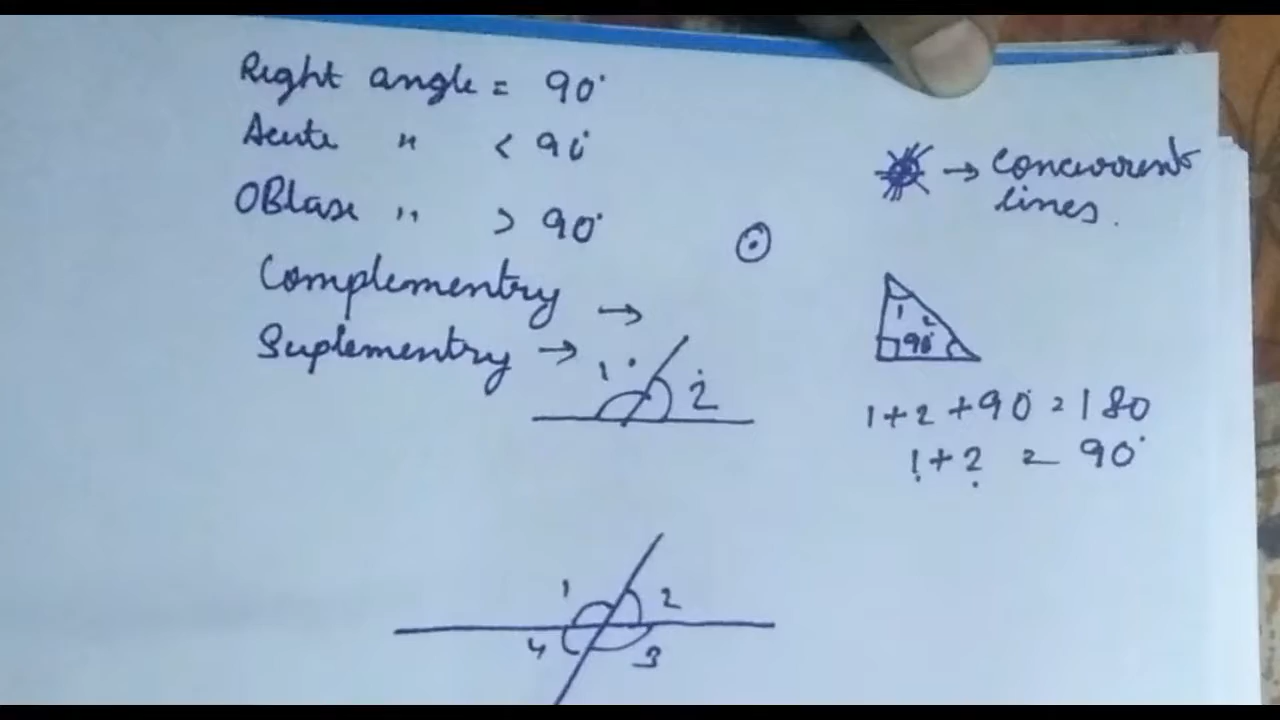 Right angle = 90°
Acute " < 90°
OBlase " > 90°
Complementry →
Suplementry →
1 2
1 2
4 3
→ concurrent
lines.
1 2
90°
1 + 2 + 90° = 180
1 + 2 = 90°